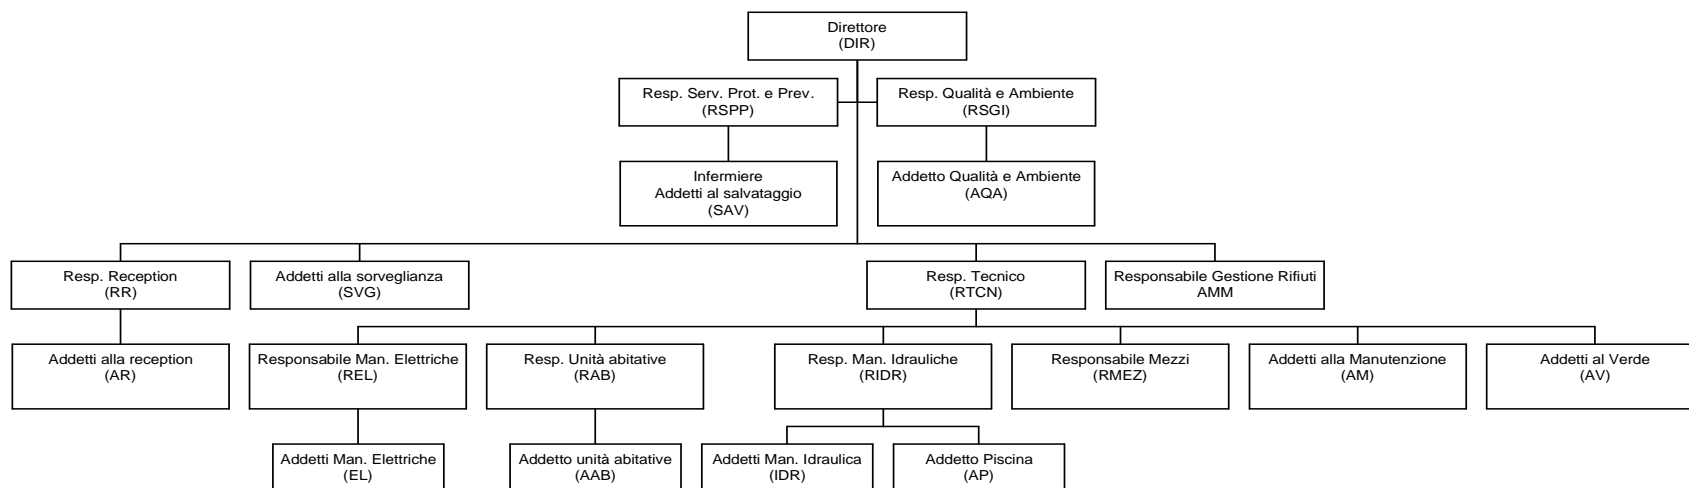 Direttore
(DIR)
Resp. Serv. Prot. e Prev.
(RSPP)
Resp. Qualità e Ambiente
(RSGI)
Infermiere
Addetti al salvataggio
(SAV)
Addetto Qualità e Ambiente
(AQA)
Resp. Reception
(RR)
Addetti alla sorveglianza
(SVG)
Resp. Tecnico
(RTCN)
Responsabile Gestione Rifiuti
AMM
Addetti alla reception
(AR)
Responsabile Man. Elettriche
(REL)
Resp. Unità abitative
(RAB)
Resp. Man. Idrauliche
(RIDR)
Responsabile Mezzi
(RMEZ)
Addetti alla Manutenzione
(AM)
Addetti al Verde
(AV)
Addetti Man. Elettriche
(EL)
Addetto unità abitative
(AAB)
Addetti Man. Idraulica
(IDR)
Addetto Piscina
(AP)